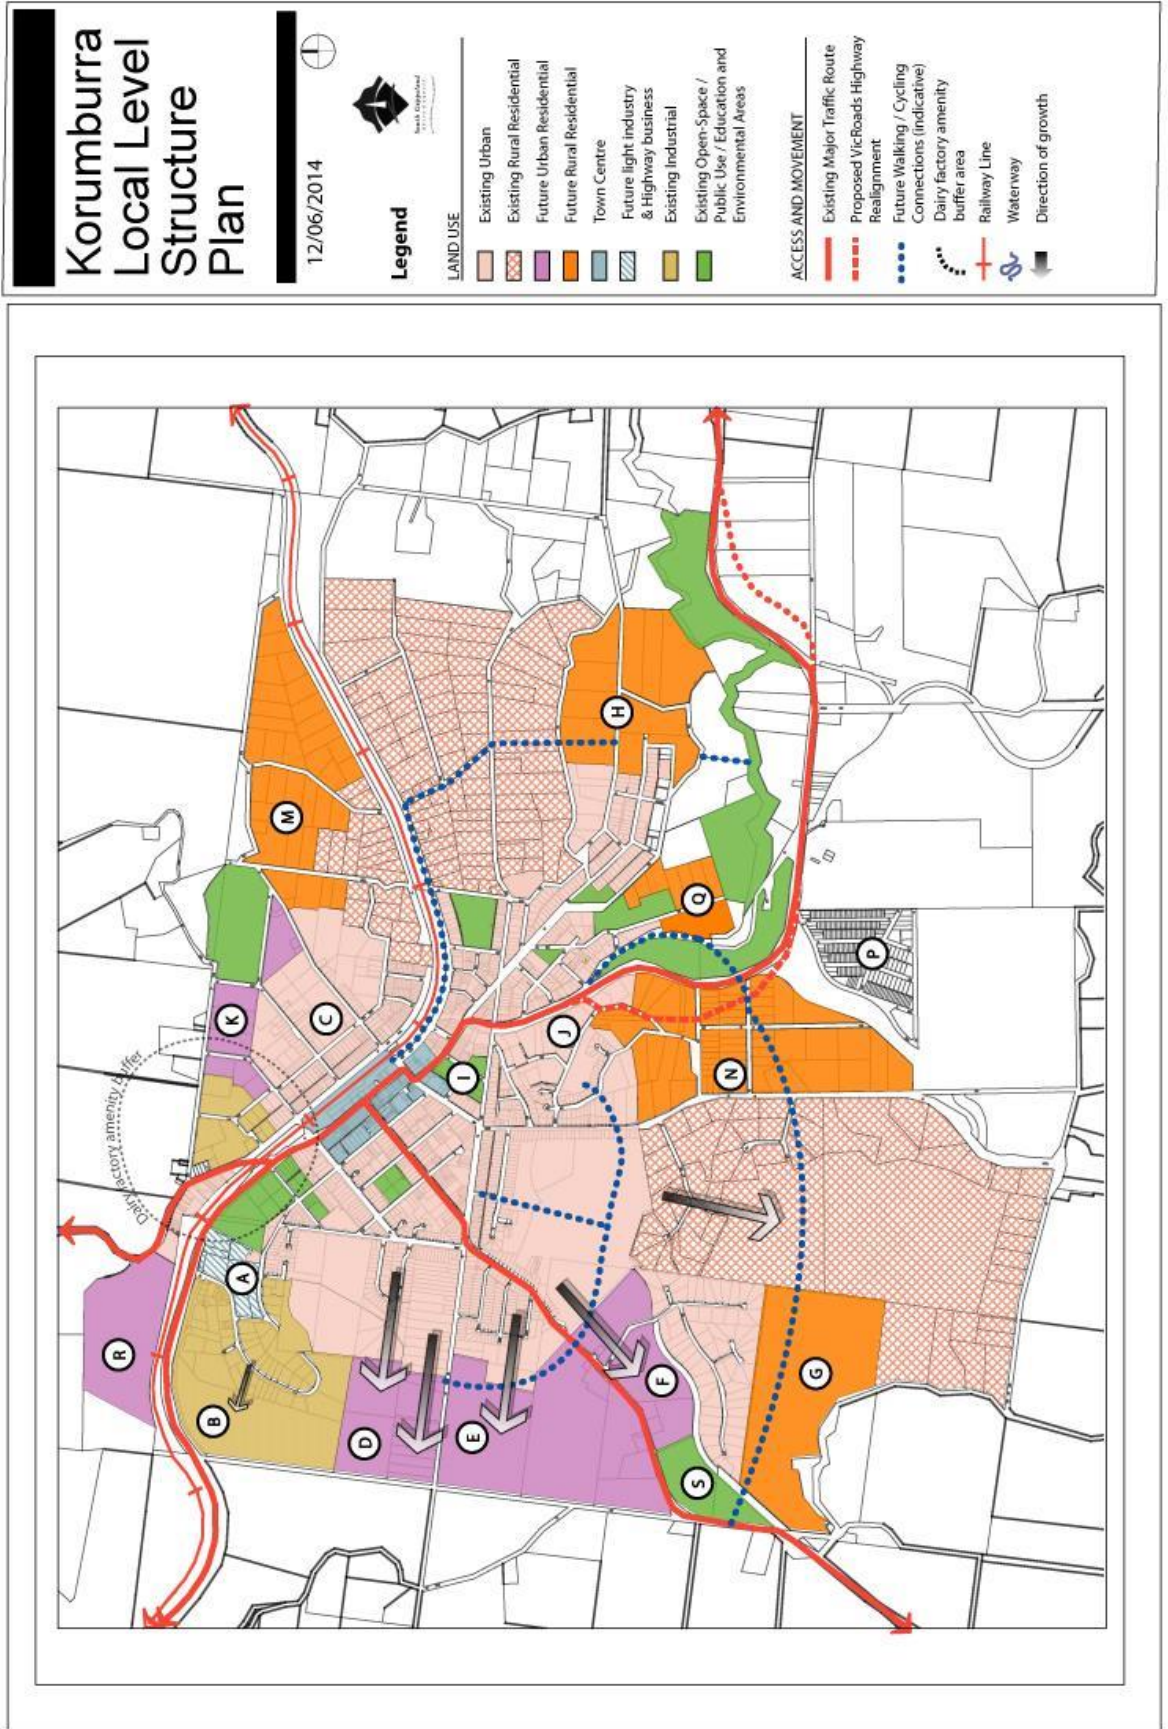 Korumburra
Local Level
Structure
Plan
12/06/2014
Legend
LAND USE
Existing Urban
Existing Rural Residential
Future Urban Residential
Future Rural Residential
Town Centre
Future light industry
& Highway business
Existing Industrial
Existing Open-Space /
Public Use / Education and
Environmental Areas
ACCESS AND MOVEMENT
Existing Major Traffic Route
Proposed VicRoads Highway
Realignment
Future Walking / Cycling
Connections (indicative)
Dairy factory amenity
buffer area
Railway Line
Waterway
Direction of growth
Dairy factory amenity buffer
R
B
A
D
E
F
S
G
K
C
I
J
N
M
H
Q
P
South Gippsland